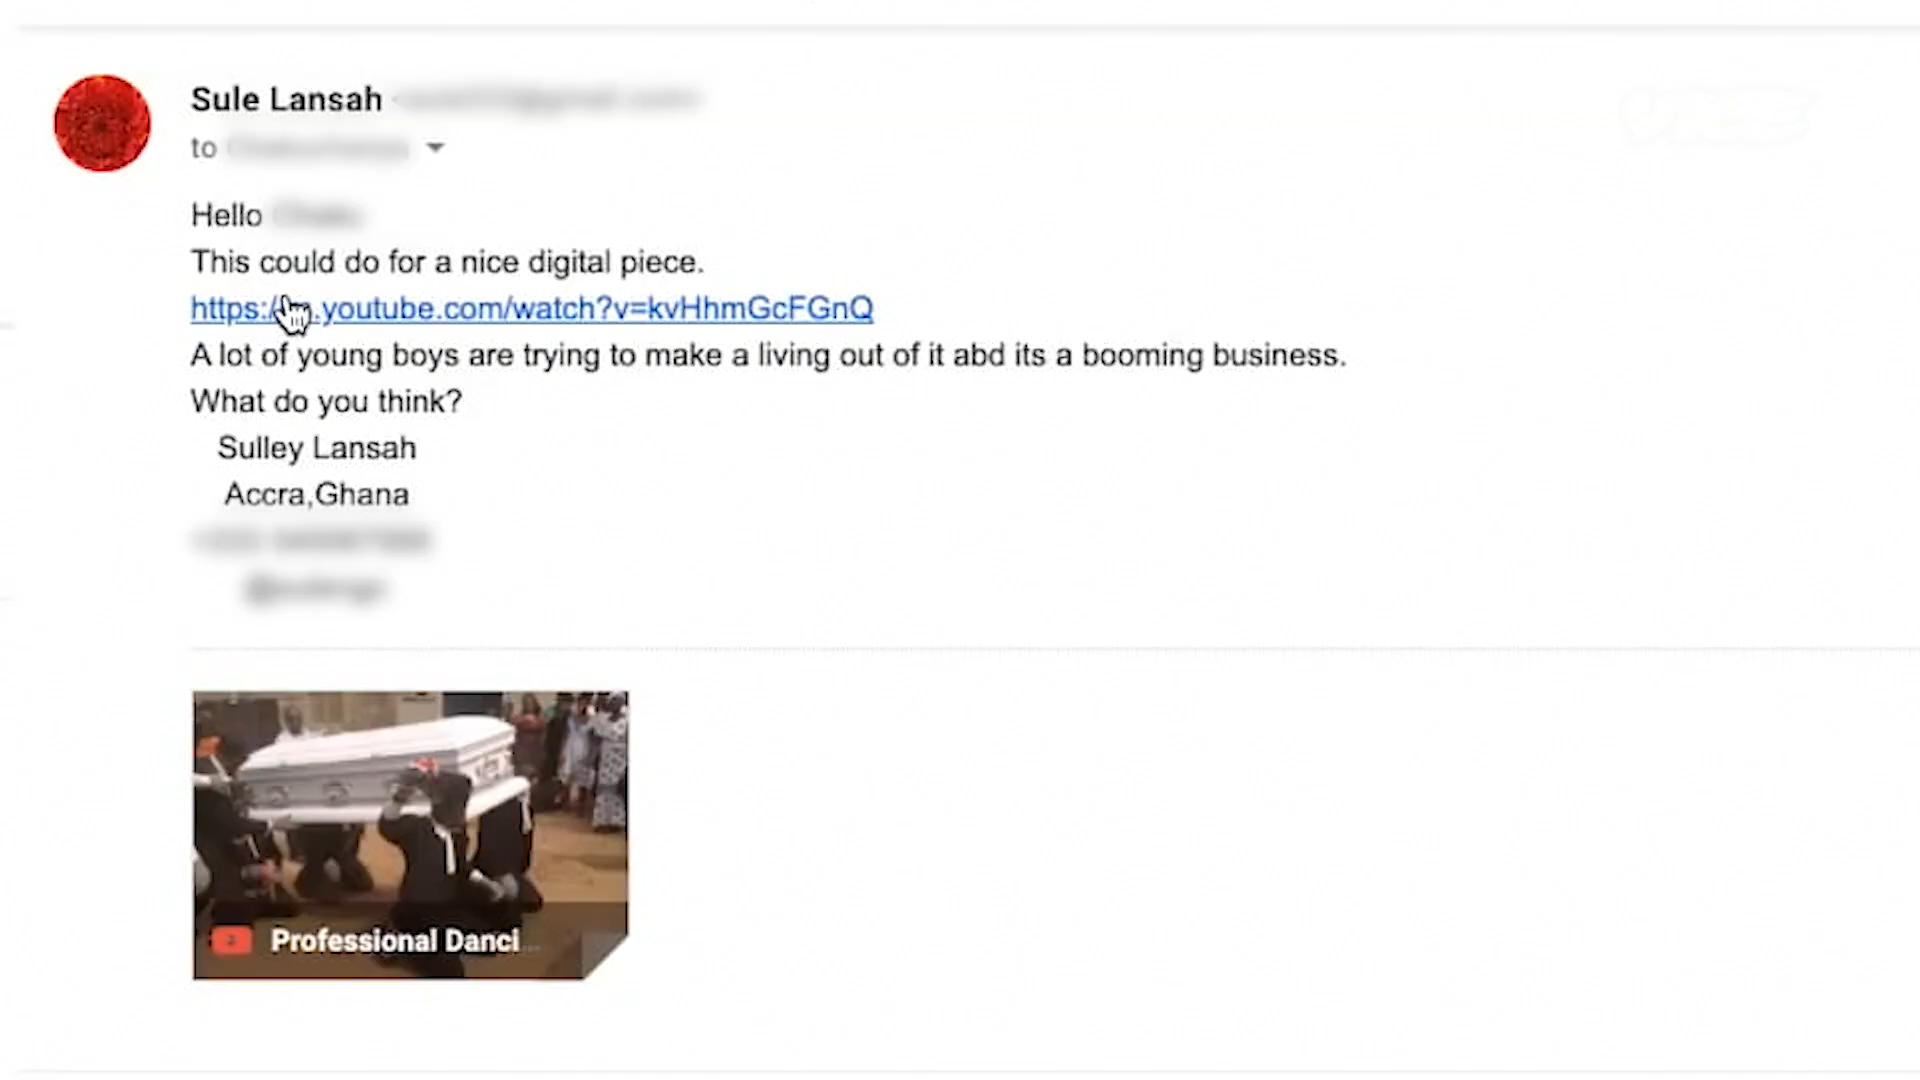 VICE
Sule Lansah
to
Hello
This could do for a nice digital piece.
https:/ .youtube.com/watch?v=kvHhmGcFGnQ
A lot of young boys are trying to make a living out of it abd its a booming business.
What do you think?
Sulley Lansah
Accra,Ghana
Professional Danci